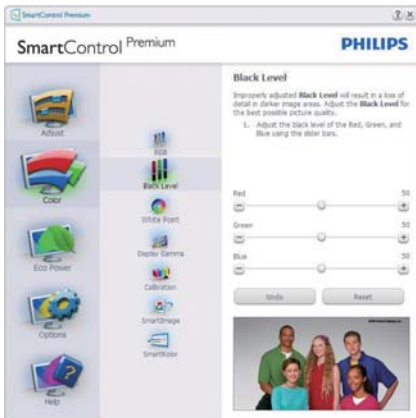 SmartControl Premium
SmartControl Premium
PHILIPS
Adjust
Color
Eco Power
Options
Help
RGB
Black Level
White Point
Display Gamma
Calibration
SmartImage
SmartKolor
Black Level
Improperly adjusted Black Level will result in a loss of
detail in darker image areas. Adjust the Black Level for
the best possible picture quality.
1. Adjust the black level of the Red, Green, and
Blue using the slider bars.
Red 50
Green 50
Blue 50
Undo Reset